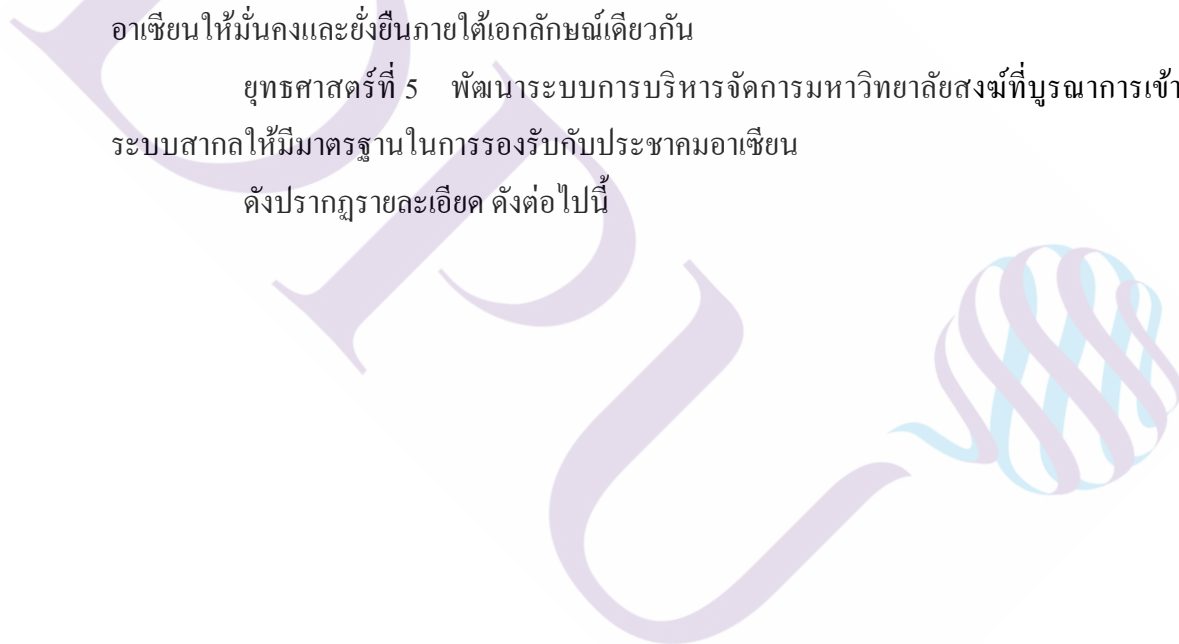 อาเซียนให้มั่นคงและยั่งยืนภายใต้เอกลักษณ์เดียวกัน
ยุทธศาสตร์ที่ 5 พัฒนาระบบการบริหารจัดการมหาวิทยาลัยสงฆ์ที่บูรณาการเข้า
ระบบสากลให้มีมาตรฐานในการรองรับกับประชาคมอาเซียน
ดังปรากฏรายละเอียด ดังต่อไปนี้
DPU